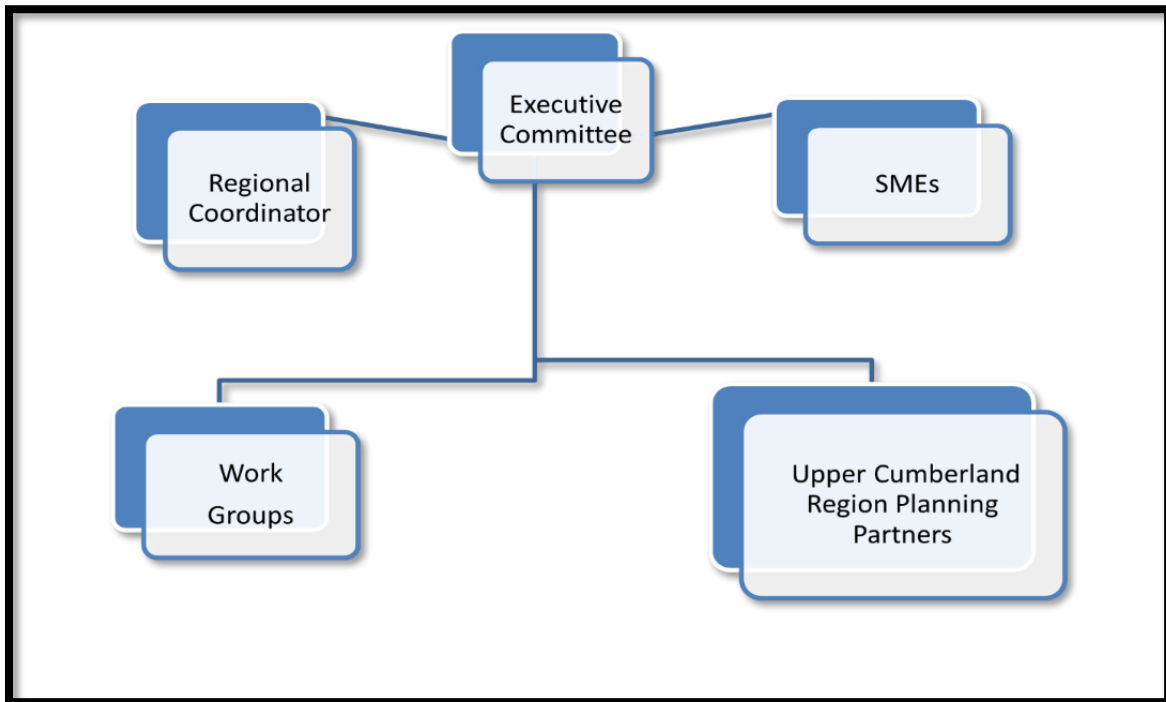 Executive
Committee
Regional
Coordinator
SMEs
Work
Groups
Upper Cumberland
Region Planning
Partners